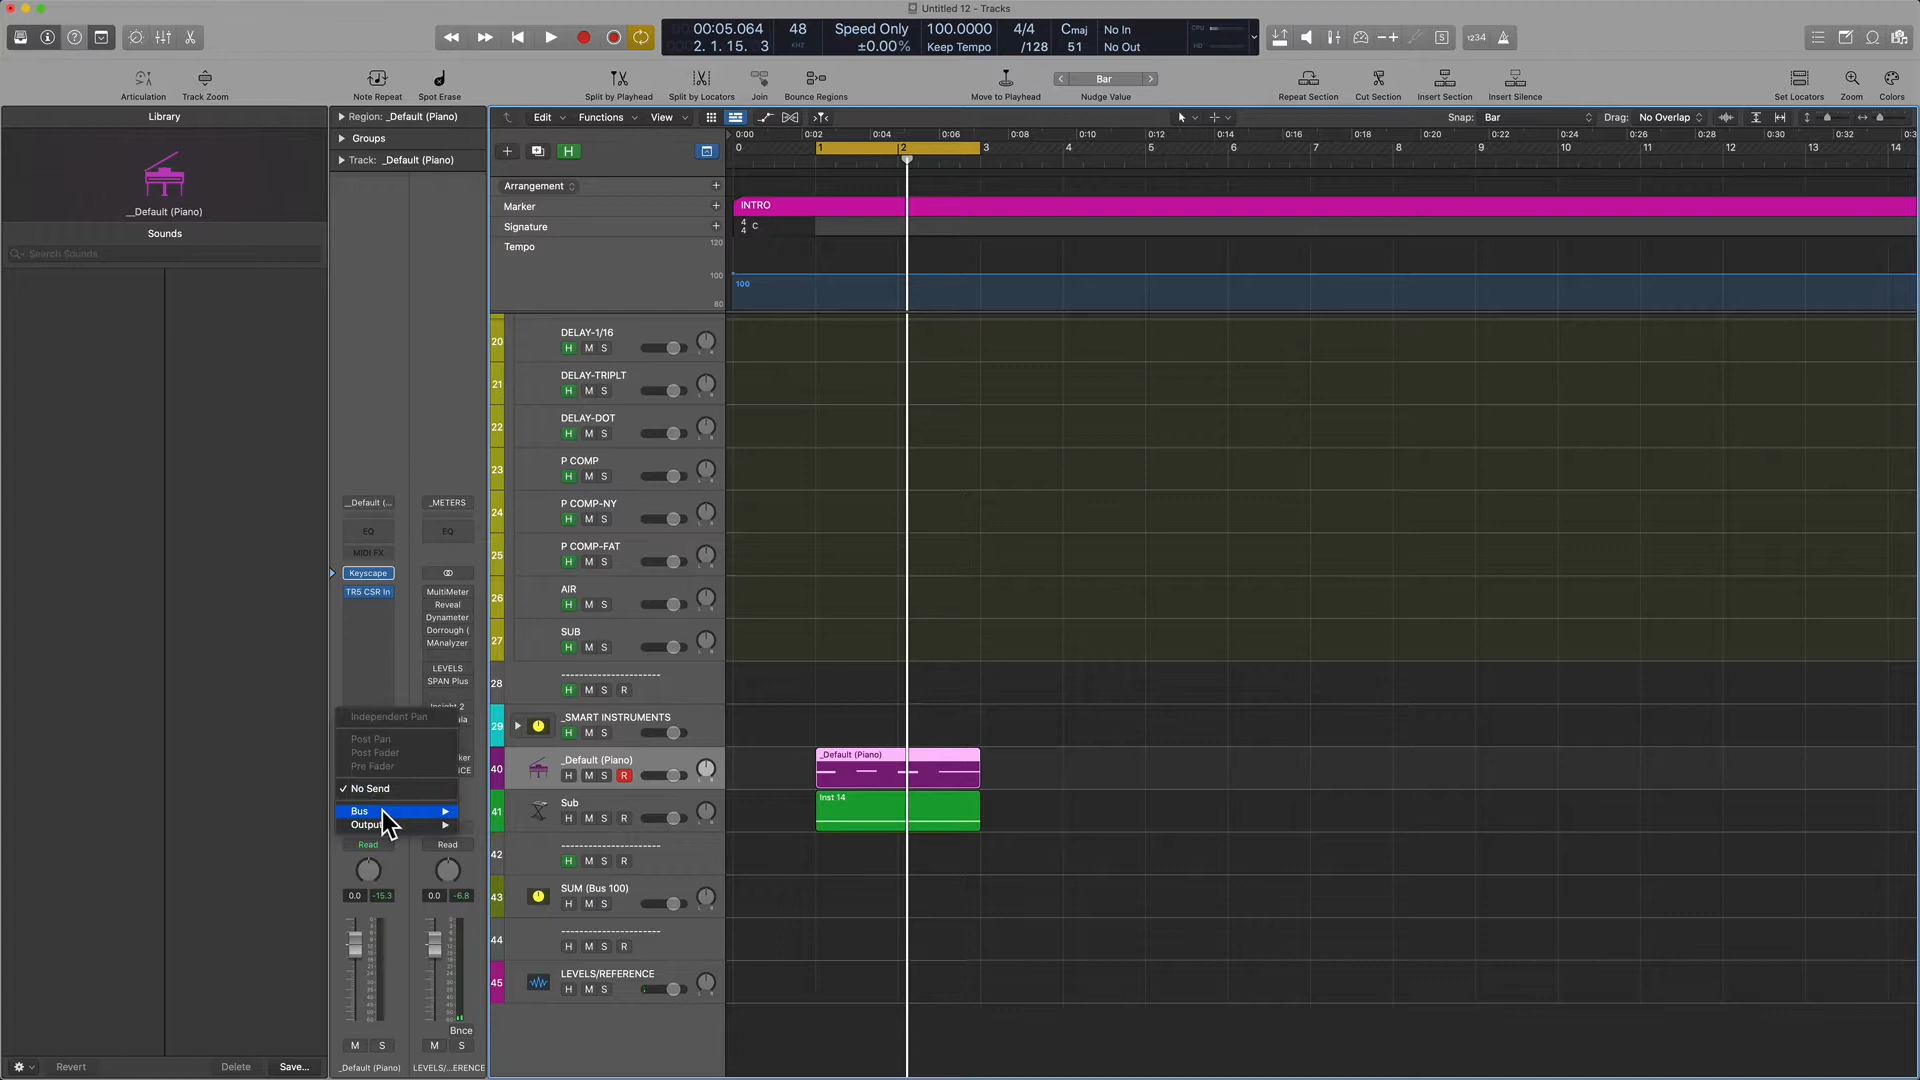 Untitled 12 - Tracks
00:00:05.064
2. 1. 15. 3
48
KHZ
Speed Only
±0.00%
100.0000
Keep Tempo
4/4
/128
Cmaj
51
No In
No Out
CPU
HD
1234
Articulation
Track Zoom
Note Repeat
Spot Erase
Split by Playhead
Split by Locators
Join
Bounce Regions
Move to Playhead
Bar
Nudge Value
Repeat Section
Cut Section
Insert Section
Insert Silence
Set Locators
Zoom
Colors
Library
__Default (Piano)
Sounds
Search Sounds
Region: _Default (Piano)
Groups
Track: _Default (Piano)
Edit
Functions
View
Snap: Bar
Drag: No Overlap
0:00 0:02 0:04 0:06 0:08 0:10 0:12 0:14 0:16 0:18 0:20 0:22 0:24 0:26 0:28 0:30 0:32 0:3
0 1 2 3 4 5 6 7 8 9 10 11 12 13 14
Arrangement
Marker
INTRO
Signature
4
4
C
Tempo
120
100
80
100
20 DELAY-1/16
H M S
21 DELAY-TRIPLT
H M S
22 DELAY-DOT
H M S
23 P COMP
H M S
24 P COMP-NY
H M S
25 P COMP-FAT
H M S
26 AIR
H M S
27 SUB
H M S
28 ----------------------
H M S R
29 _SMART INSTRUMENTS
H M S
40 _Default (Piano)
H M S R
_Default (Piano)
41 Sub
H M S R
Inst 14
42 ----------------------
H M S R
43 SUM (Bus 100)
H M S
44 ----------------------
H M S R
45 LEVELS/REFERENCE
H M S
__Default (...
_METERS
EQ
EQ
MIDI FX
Keyscape
TR5 CSR In
MultiMeter
Reveal
Dynameter
Dorrough (
MAnalyzer
LEVELS
SPAN Plus
Insight 2
Independent Pan
Post Pan
Post Fader
Pre Fader
✓ No Send
Bus
Output
Read
Read
0.0 -15.3
0.0 -6.8
Bnce
M S
M S
_Default (Piano)
LEVELS/...ERENCE
Revert
Delete
Save...